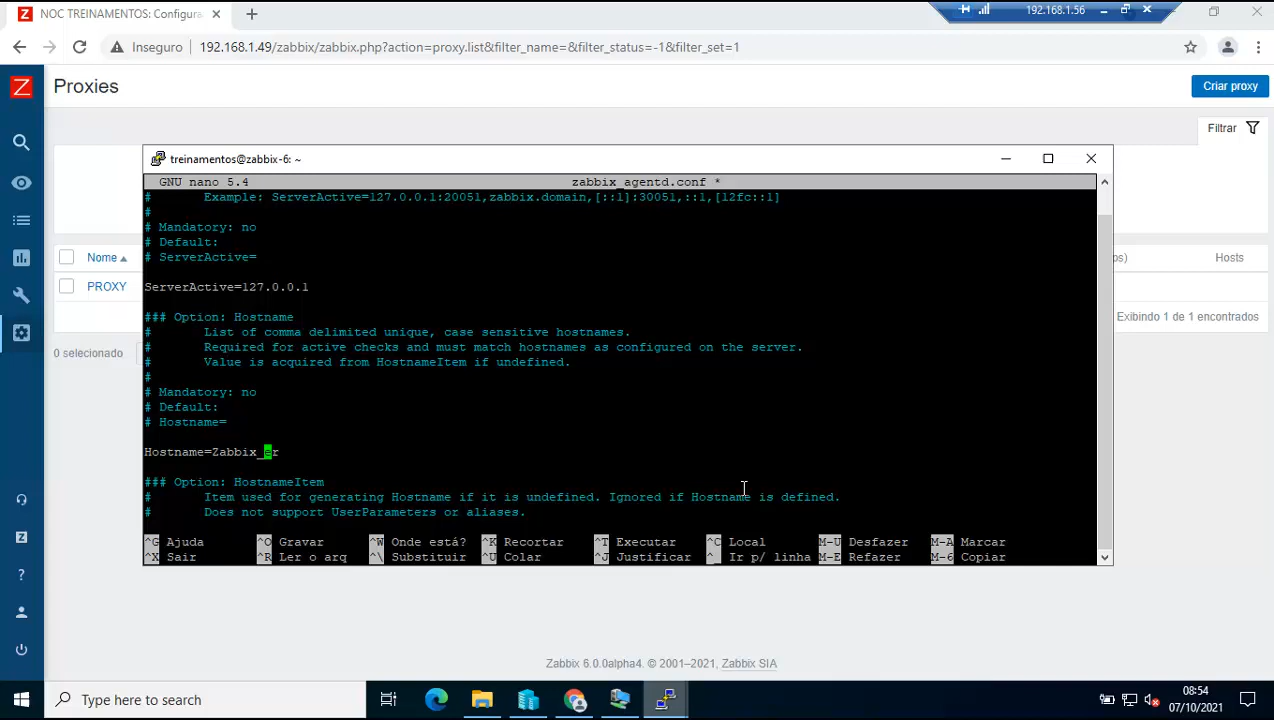 NOC TREINAMENTOS: Configura
192.168.1.56
Inseguro
192.168.1.49/zabbix/zabbix.php?action=proxy.list&filter_name=&filter_status=-1&filter_set=1
Proxies
Criar proxy
Filtrar
treinamentos@zabbix-6: ~
GNU nano 5.4 zabbix_agentd.conf *
# Example: ServerActive=127.0.0.1:20051,zabbix.domain,[::1]:30051,::1,[12fc::1]
#
# Mandatory: no
# Default:
# ServerActive=
ServerActive=127.0.0.1
### Option: Hostname
# List of comma delimited unique, case sensitive hostnames.
# Required for active checks and must match hostnames as configured on the server.
# Value is acquired from HostnameItem if undefined.
#
# Mandatory: no
# Default:
# Hostname=
Hostname=Zabbix_er
### Option: HostnameItem
# Item used for generating Hostname if it is undefined. Ignored if Hostname is defined.
# Does not support UserParameters or aliases.
^G Ajuda ^O Gravar ^W Onde está? ^K Recortar ^T Executar ^C Local M-U Desfazer M-A Marcar
^X Sair ^R Ler o arq ^\ Substituir ^U Colar ^J Justificar ^_ Ir p/ linha M-E Refazer M-6 Copiar
Nome
os)
Hosts
PROXY
Exibindo 1 de 1 encontrados
0 selecionado
Zabbix 6.0.0alpha4. © 2001–2021, Zabbix SIA
Type here to search
08:54
07/10/2021